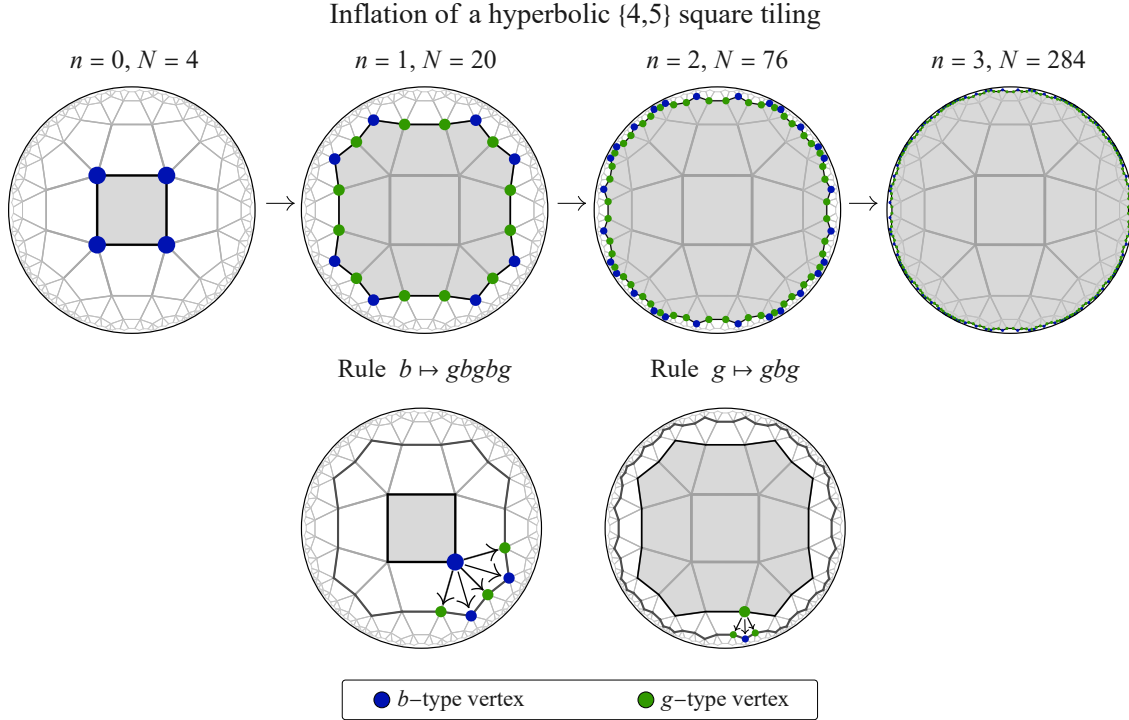 Inflation of a hyperbolic {4,5} square tiling
n = 0, N = 4
n = 1, N = 20
n = 2, N = 76
n = 3, N = 284
Rule b ↦ gbgbg
Rule g ↦ gbg
b−type vertex
g−type vertex